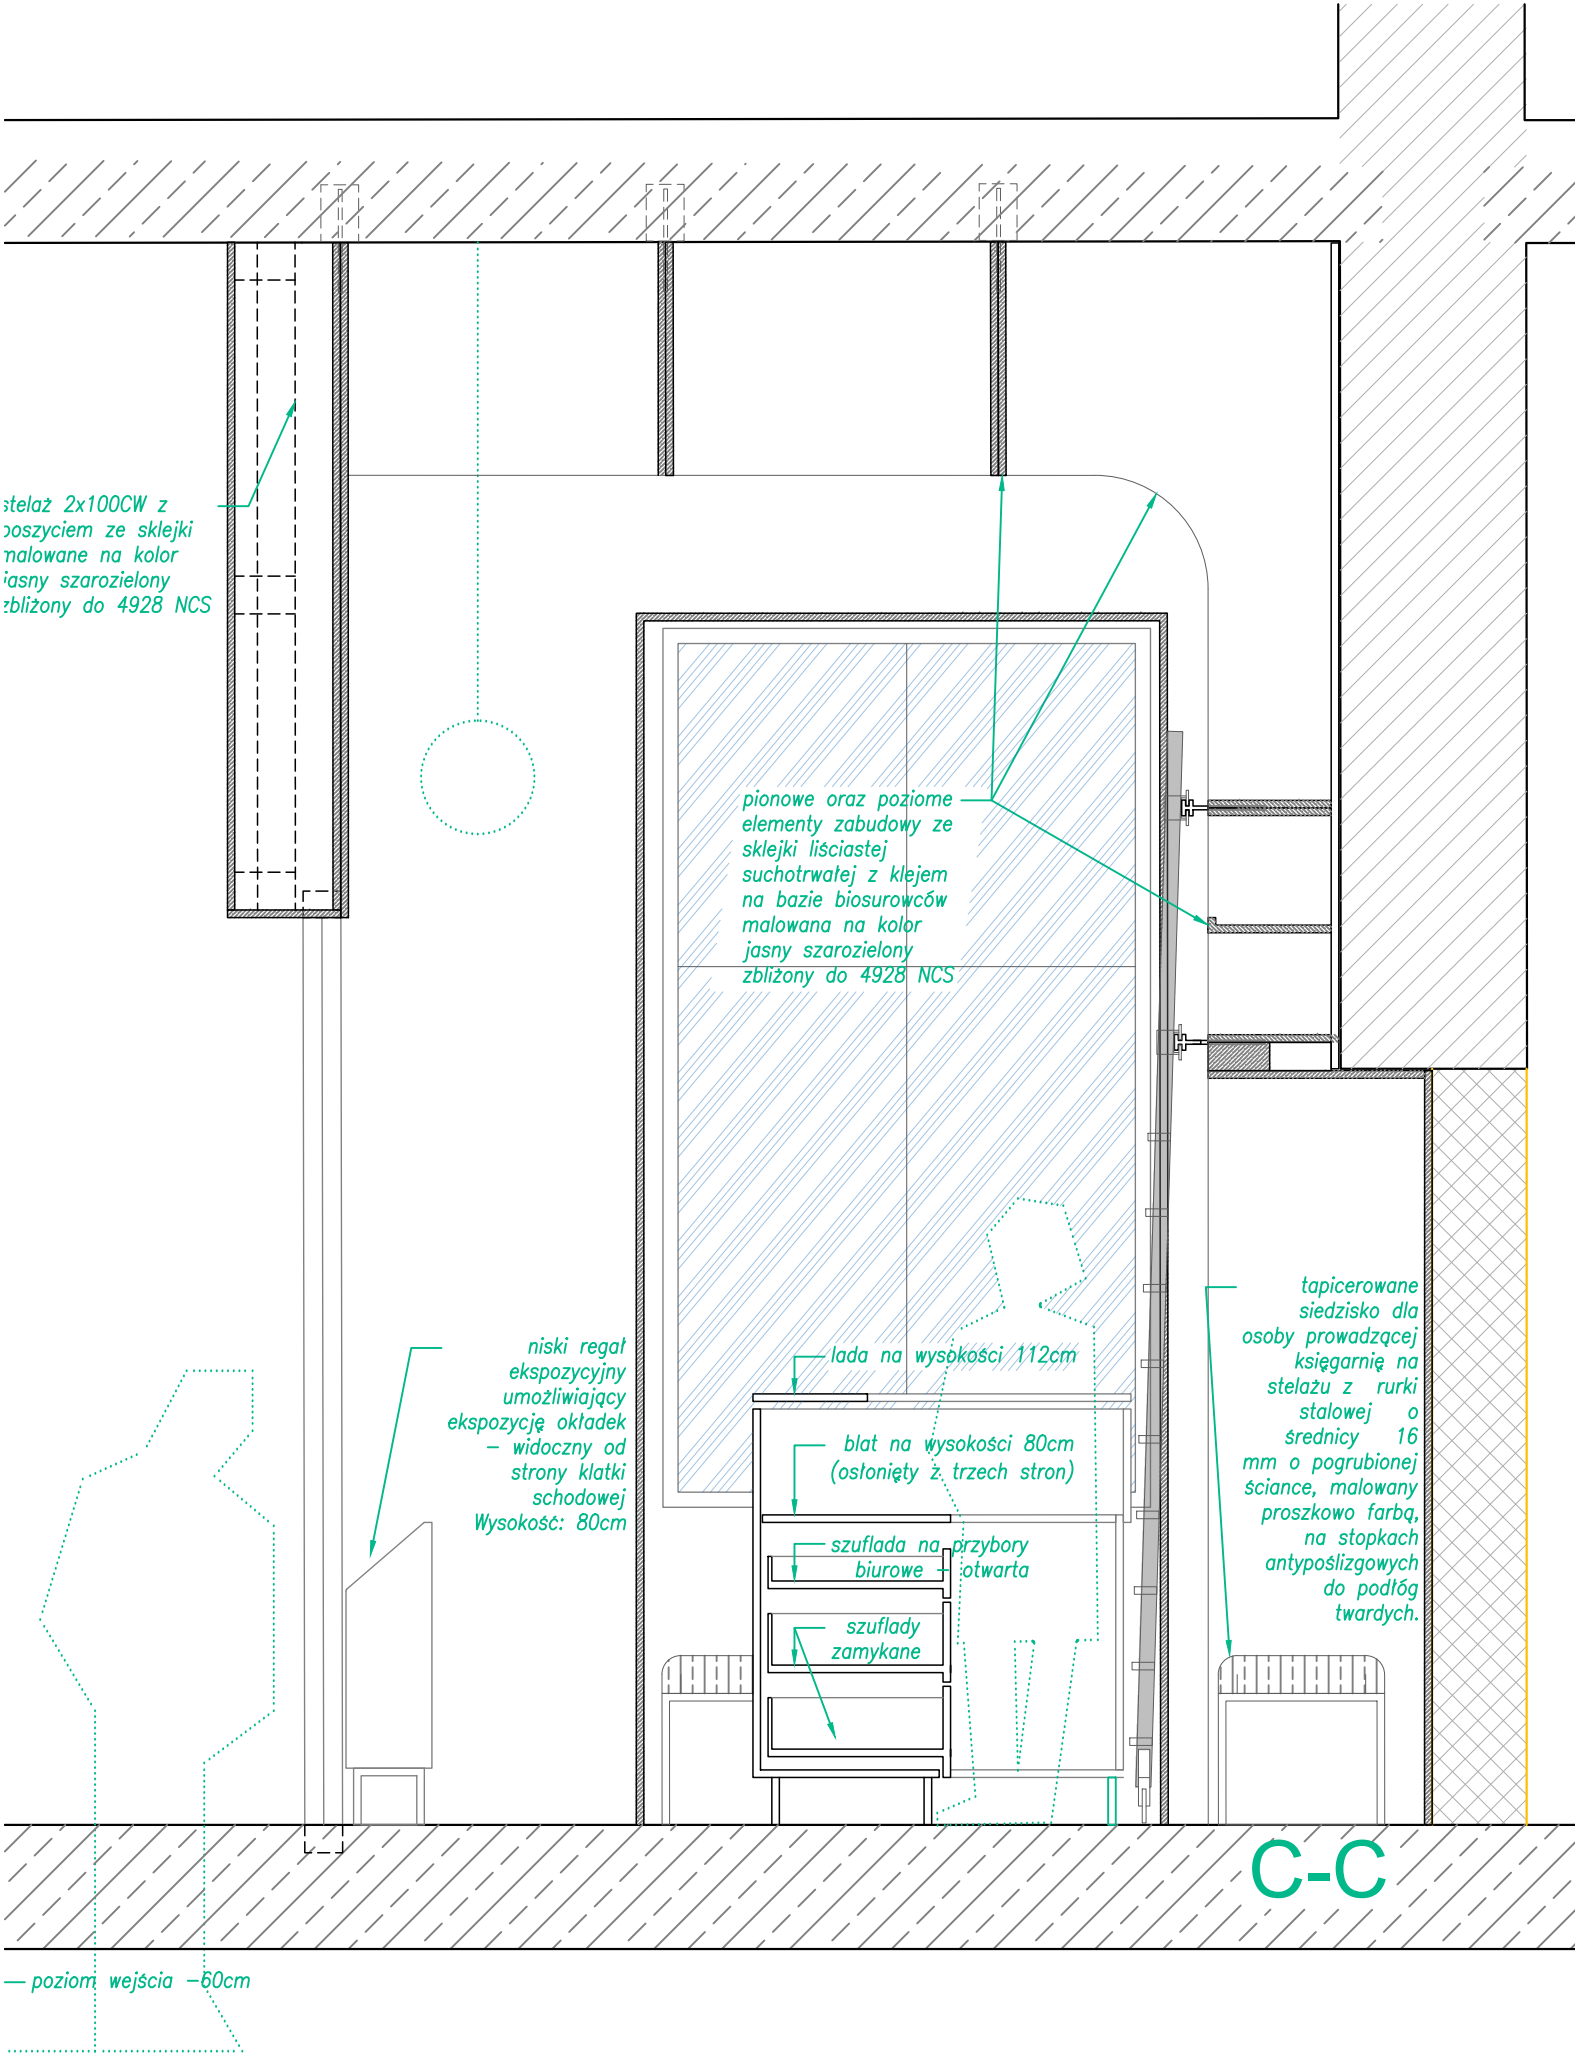 stelaż 2x100CW z
poszyciem ze sklejki
malowane na kolor
jasny szarozielony
zbliżony do 4928 NCS
pionowe oraz poziome
elementy zabudowy ze
sklejki liściastej
suchotrwałej z klejem
na bazie biosurowców
malowana na kolor
jasny szarozielony
zbliżony do 4928 NCS
niski regał
ekspozycyjny
umożliwiający
ekspozycję okładek
– widoczny od
strony klatki
schodowej
Wysokość: 80cm
lada na wysokości 112cm
blat na wysokości 80cm
(osłonięty z trzech stron)
szuflada na przybory
biurowe – otwarta
szuflady
zamykane
tapicerowane
siedzisko dla
osoby prowadzącej
księgarnię na
stelażu z rurki
stalowej o
średnicy 16
mm o pogrubionej
ściance, malowany
proszkowo farbą,
na stopkach
antypoślizgowych
do podłóg
twardych.
C-C
poziom wejścia –60cm